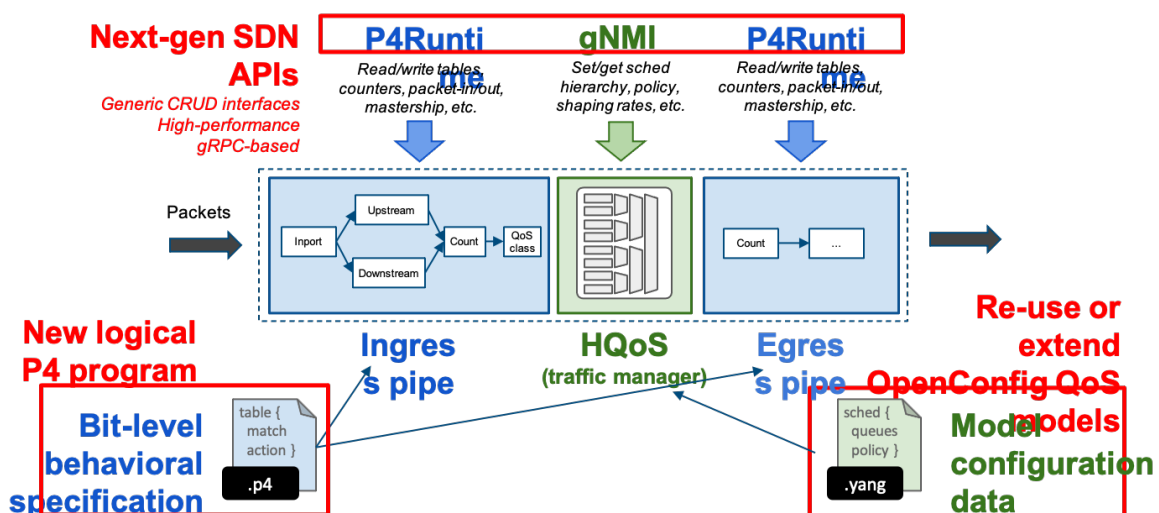 Next-gen SDN
APIs
Generic CRUD interfaces
High-performance
gRPC-based
P4Runti
me
Read/write tables,
counters, packet-in/out,
mastership, etc.
gNMI
Set/get sched
hierarchy, policy,
shaping rates, etc.
P4Runti
me
Read/write tables,
counters, packet-in/out,
mastership, etc.
Packets
Inport
Upstream
Downstream
Count
QoS
class
Count
...
Ingres
s pipe
HQoS
(traffic manager)
Egres
s pipe
New logical
P4 program
Bit-level
behavioral
specification
table {
match
action }
.p4
Re-use or
extend
OpenConfig QoS
models
sched {
queues
policy }
.yang
Model
configuration
data